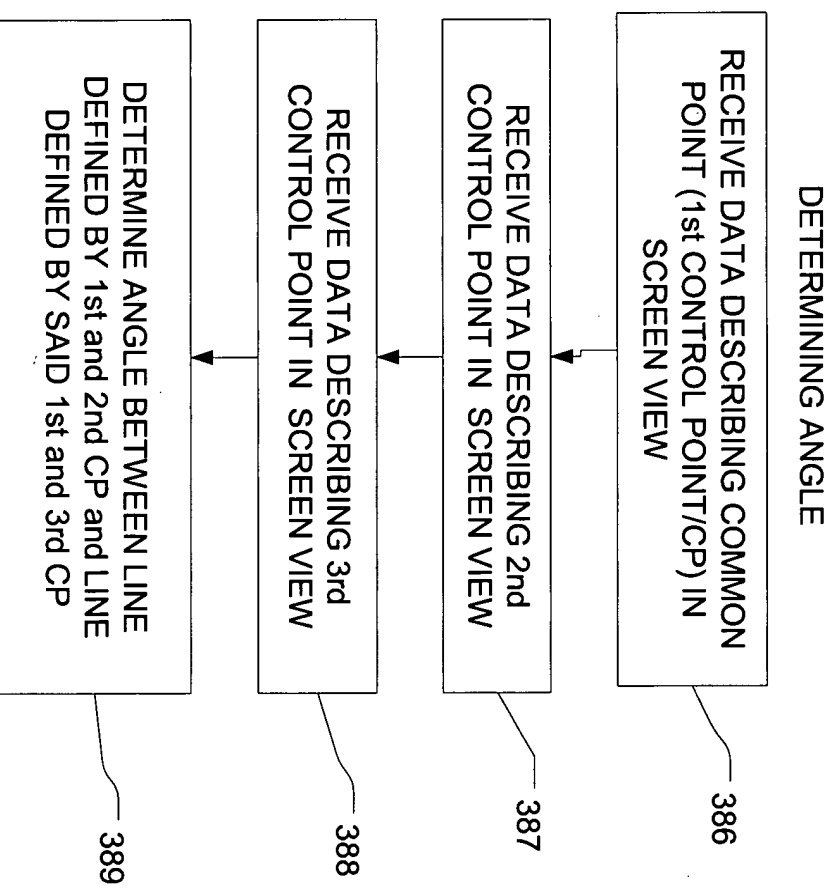 DETERMINING ANGLE
RECEIVE DATA DESCRIBING COMMON
POINT (1st CONTROL POINT/CP) IN
SCREEN VIEW
386
RECEIVE DATA DESCRIBING 2nd
CONTROL POINT IN SCREEN VIEW
387
RECEIVE DATA DESCRIBING 3rd
CONTROL POINT IN SCREEN VIEW
388
DETERMINE ANGLE BETWEEN LINE
DEFINED BY 1st and 2nd CP and LINE
DEFINED BY SAID 1st and 3rd CP
389